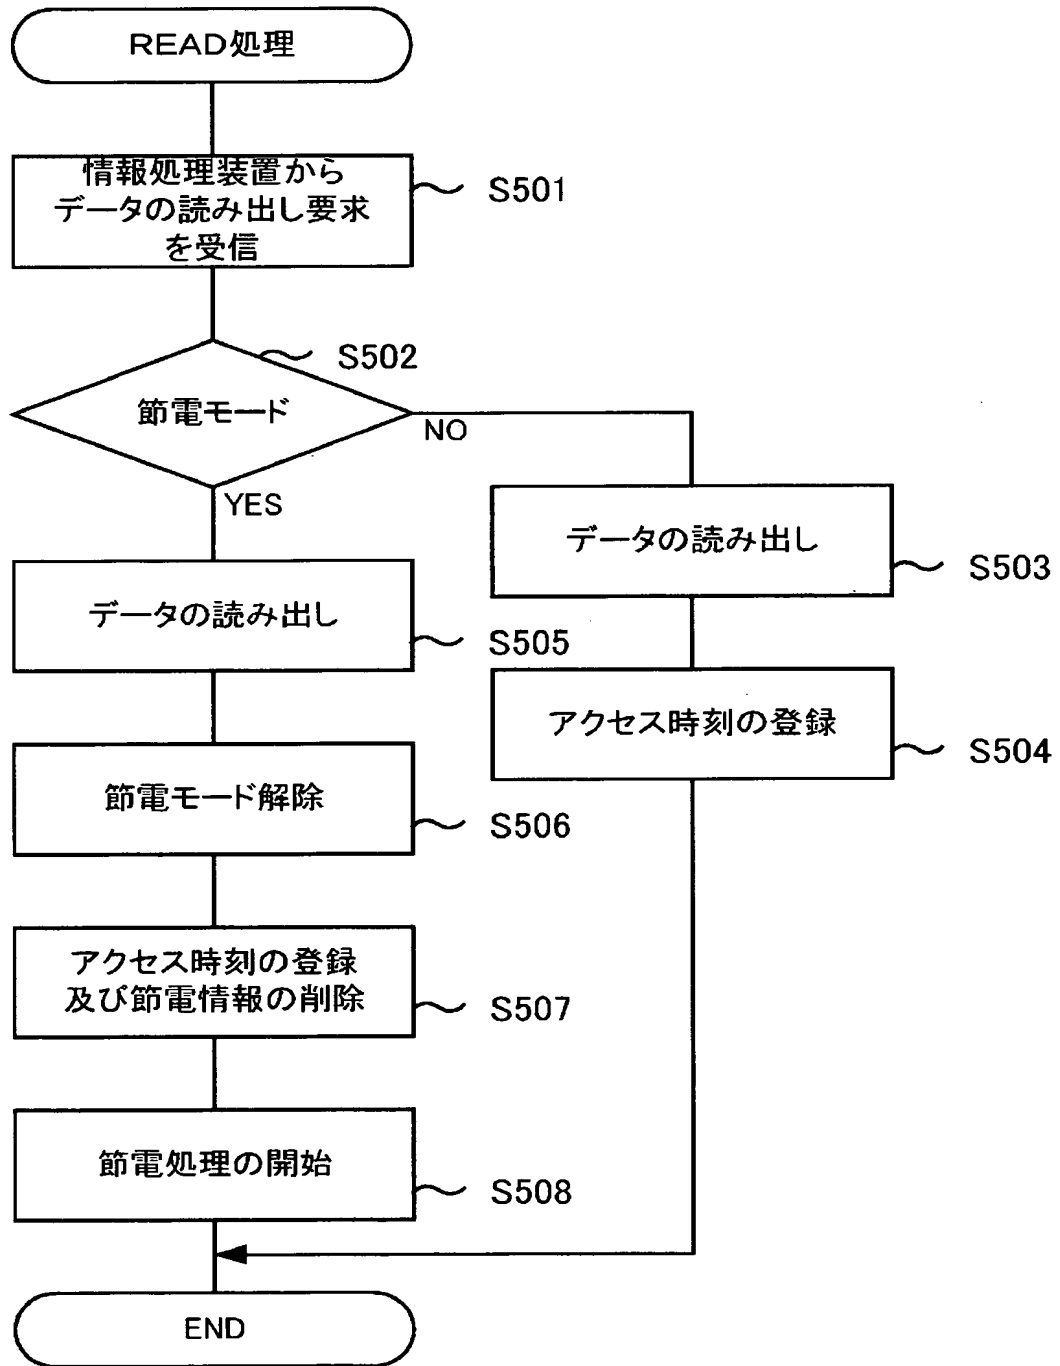 READ処理
情報処理装置から
データの読み出し要求
を受信
S501
S502
節電モード
NO
YES
データの読み出し
S503
データの読み出し
S505
アクセス時刻の登録
S504
節電モード解除
S506
アクセス時刻の登録
及び節電情報の削除
S507
節電処理の開始
S508
END